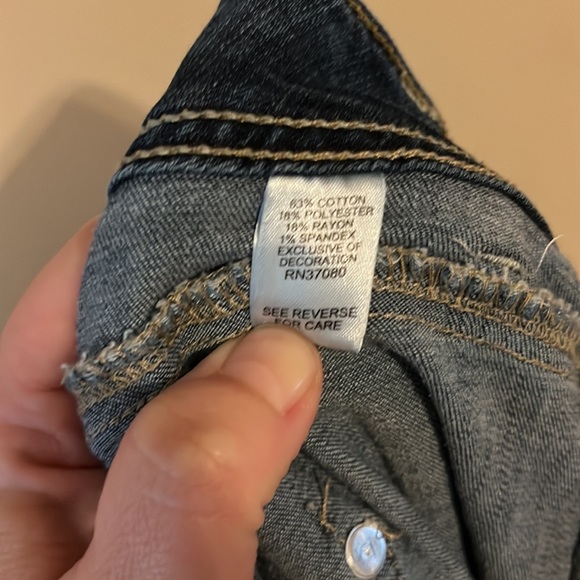 63% COTTON
18% POLYESTER
18% RAYON
1% SPANDEX
EXCLUSIVE OF
DECORATION
RN37080
SEE REVERSE
FOR CARE